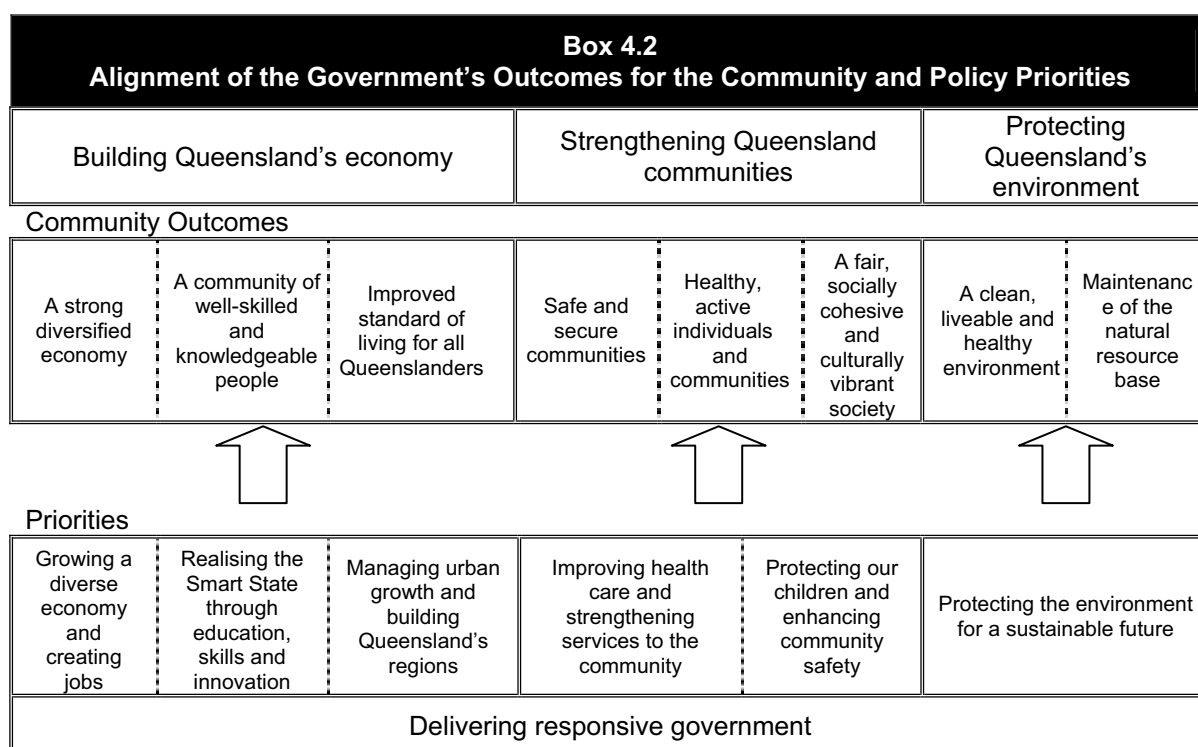 Box 4.2
Alignment of the Government’s Outcomes for the Community and Policy Priorities
Building Queensland’s economy
Strengthening Queensland
communities
Protecting
Queensland’s
environment
Community Outcomes
A strong
diversified
economy
A community of
well-skilled
and
knowledgeable
people
Improved
standard of
living for all
Queenslanders
Safe and
secure
communities
Healthy,
active
individuals
and
communities
A fair,
socially
cohesive
and
culturally
vibrant
society
A clean,
liveable and
healthy
environment
Maintenanc
e of the
natural
resource
base
Priorities
Growing a
diverse
economy
and
creating
jobs
Realising the
Smart State
through
education,
skills and
innovation
Managing urban
growth and
building
Queensland’s
regions
Improving health
care and
strengthening
services to the
community
Protecting our
children and
enhancing
community
safety
Protecting the environment
for a sustainable future
Delivering responsive government